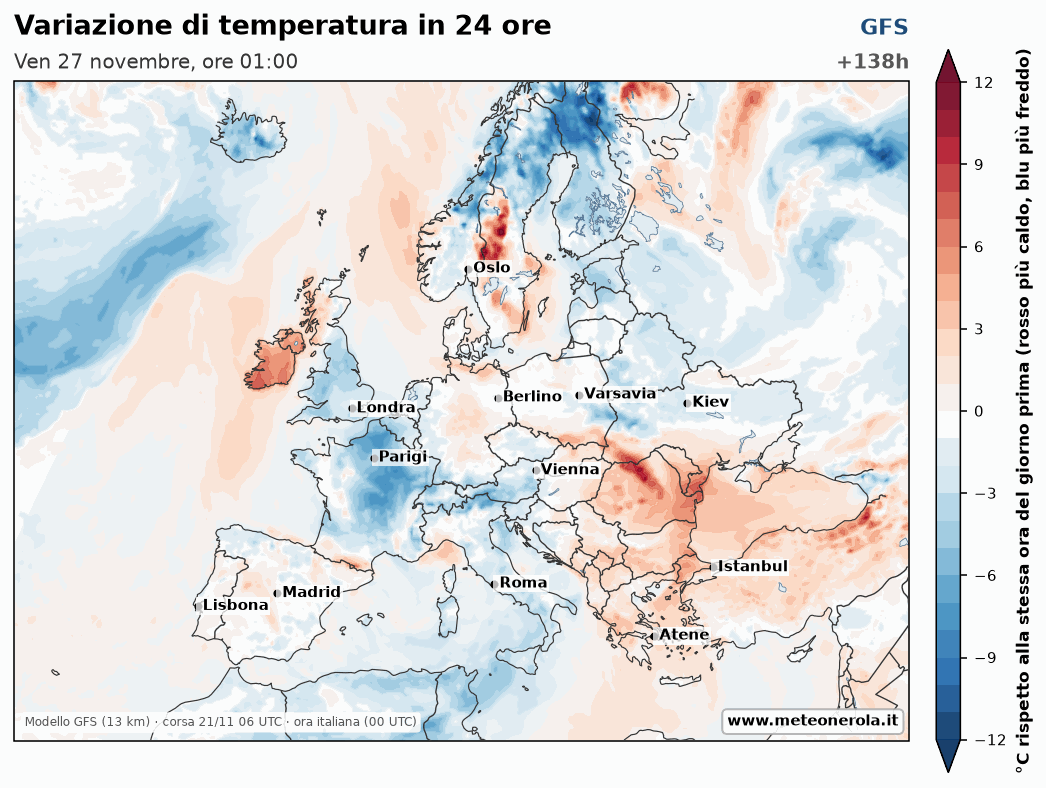 Variazione di temperatura in 24 ore
GFS
Ven 27 novembre, ore 01:00
+138h
Oslo
Londra
Berlino
Varsavia
Kiev
Parigi
Vienna
Istanbul
Roma
Madrid
Lisbona
Atene
Modello GFS (13 km) · corsa 21/11 06 UTC · ora italiana (00 UTC)
www.meteonerola.it
12
9
6
3
0
−3
−6
−9
−12
°C rispetto alla stessa ora del giorno prima (rosso più caldo, blu più freddo)